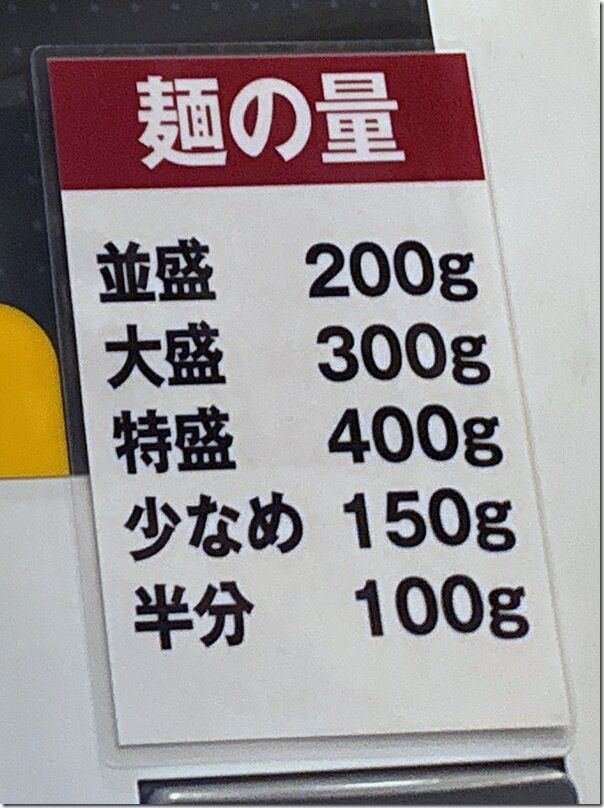 麺の量
並盛 200g
大盛 300g
特盛 400g
少なめ 150g
半分 100g